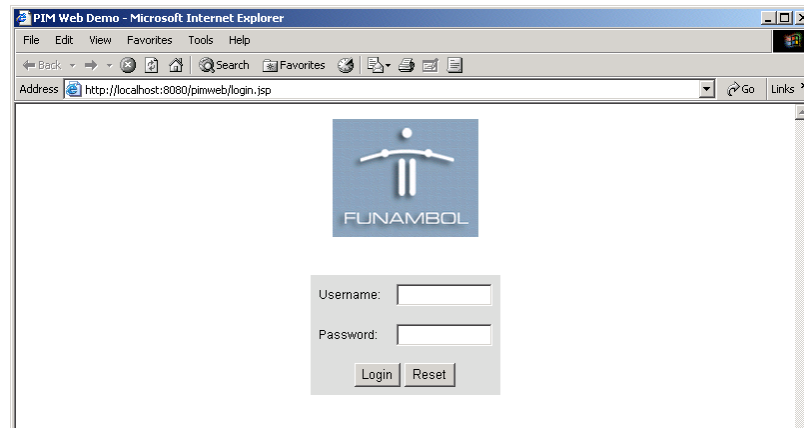 PIM Web Demo - Microsoft Internet Explorer
File Edit View Favorites Tools Help
Back Search Favorites
Address http://localhost:8080/pimweb/login.jsp Go Links
FUNAMBOL
Username:
Password:
Login Reset